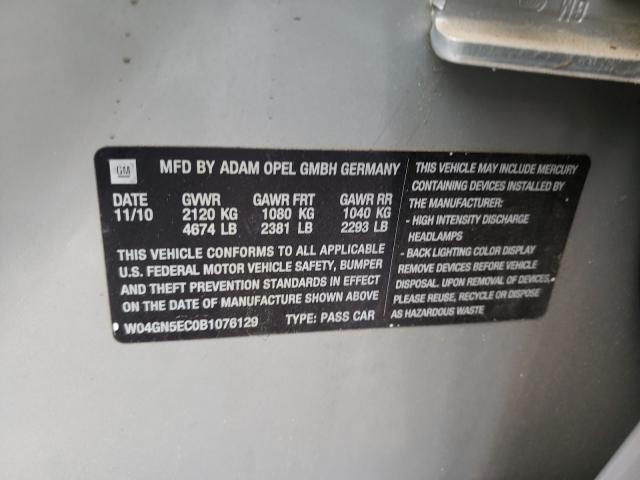 GM
MFD BY ADAM OPEL GMBH GERMANY
DATE GVWR GAWR FRT GAWR RR
11/10 2120 KG 1080 KG 1040 KG
4674 LB 2381 LB 2293 LB
THIS VEHICLE CONFORMS TO ALL APPLICABLE
U.S. FEDERAL MOTOR VEHICLE SAFETY, BUMPER
AND THEFT PREVENTION STANDARDS IN EFFECT
ON THE DATE OF MANUFACTURE SHOWN ABOVE
W04GN5EC0B1076129 TYPE: PASS CAR
THIS VEHICLE MAY INCLUDE MERCURY
CONTAINING DEVICES INSTALLED BY
THE MANUFACTURER:
- HIGH INTENSITY DISCHARGE
HEADLAMPS
- BACK LIGHTING COLOR DISPLAY
REMOVE DEVICES BEFORE VEHICLE
DISPOSAL. UPON REMOVAL OF DEVICES,
PLEASE REUSE, RECYCLE OR DISPOSE
AS HAZARDOUS WASTE